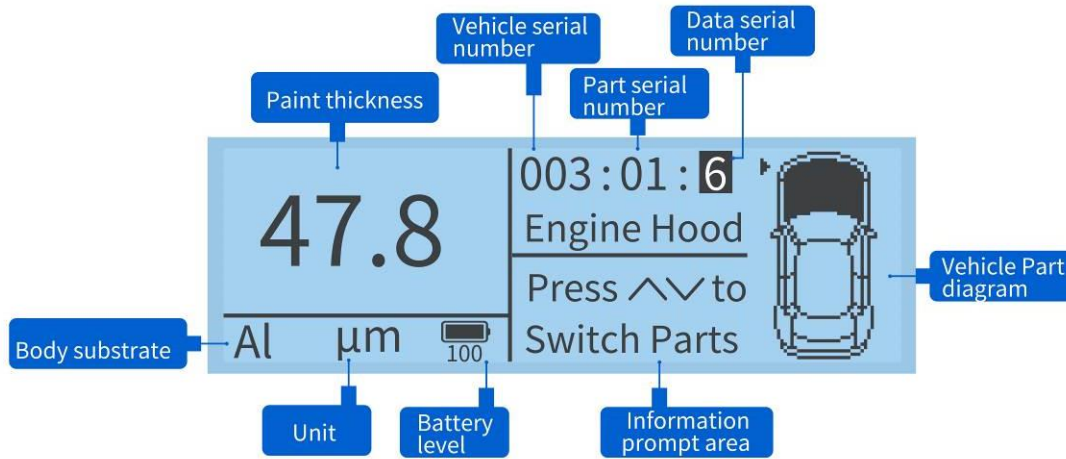 Vehicle serial
number
Data serial
number
Paint thickness
Part serial
number
47.8
003:01:6
Engine Hood
Press ∧∨ to
Switch Parts
Vehicle Part
diagram
Body substrate
Al
μm
100
Unit
Battery
level
Information
prompt area